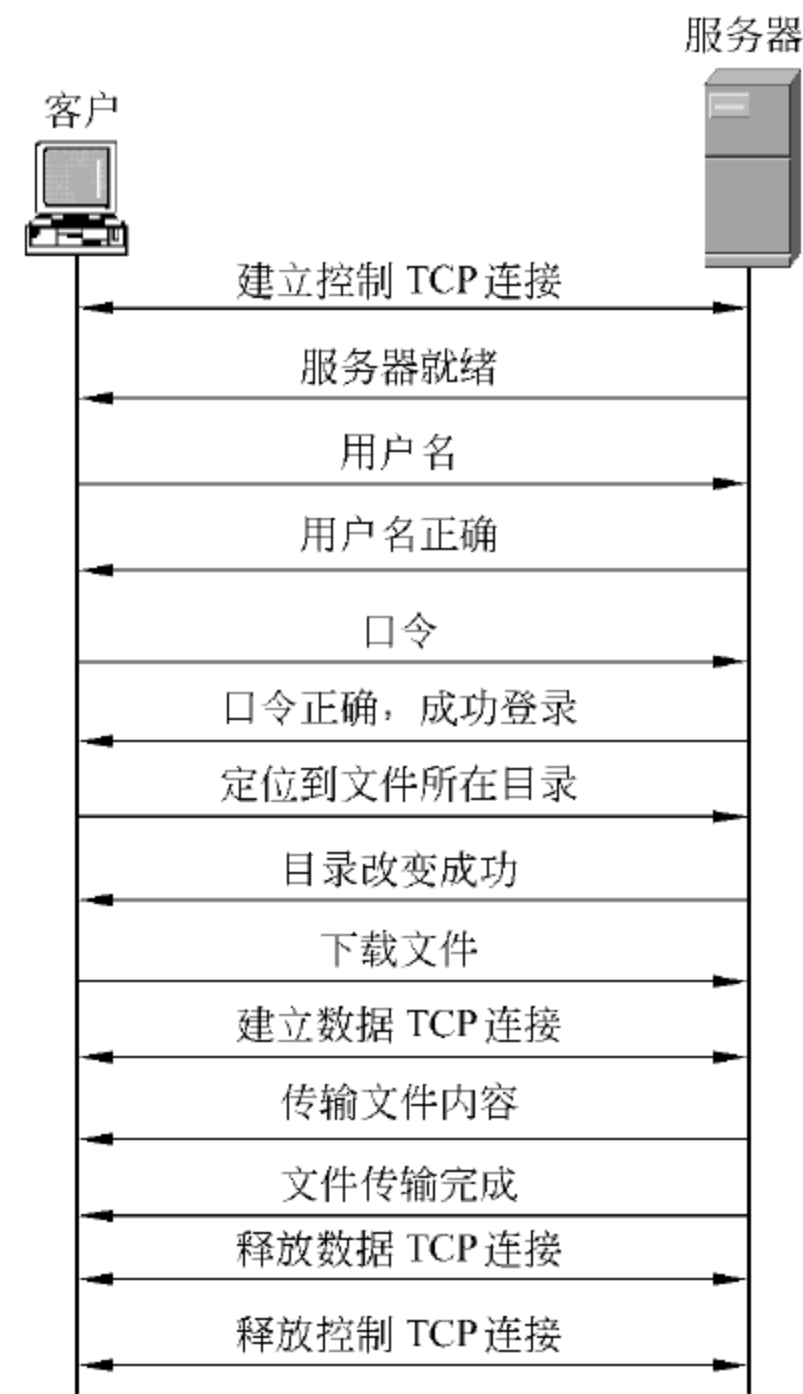 服务器
客户
建立控制 TCP 连接
服务器就绪
用户名
用户名正确
口令
口令正确，成功登录
定位到文件所在目录
目录改变成功
下载文件
建立数据 TCP 连接
传输文件内容
文件传输完成
释放数据 TCP 连接
释放控制 TCP 连接